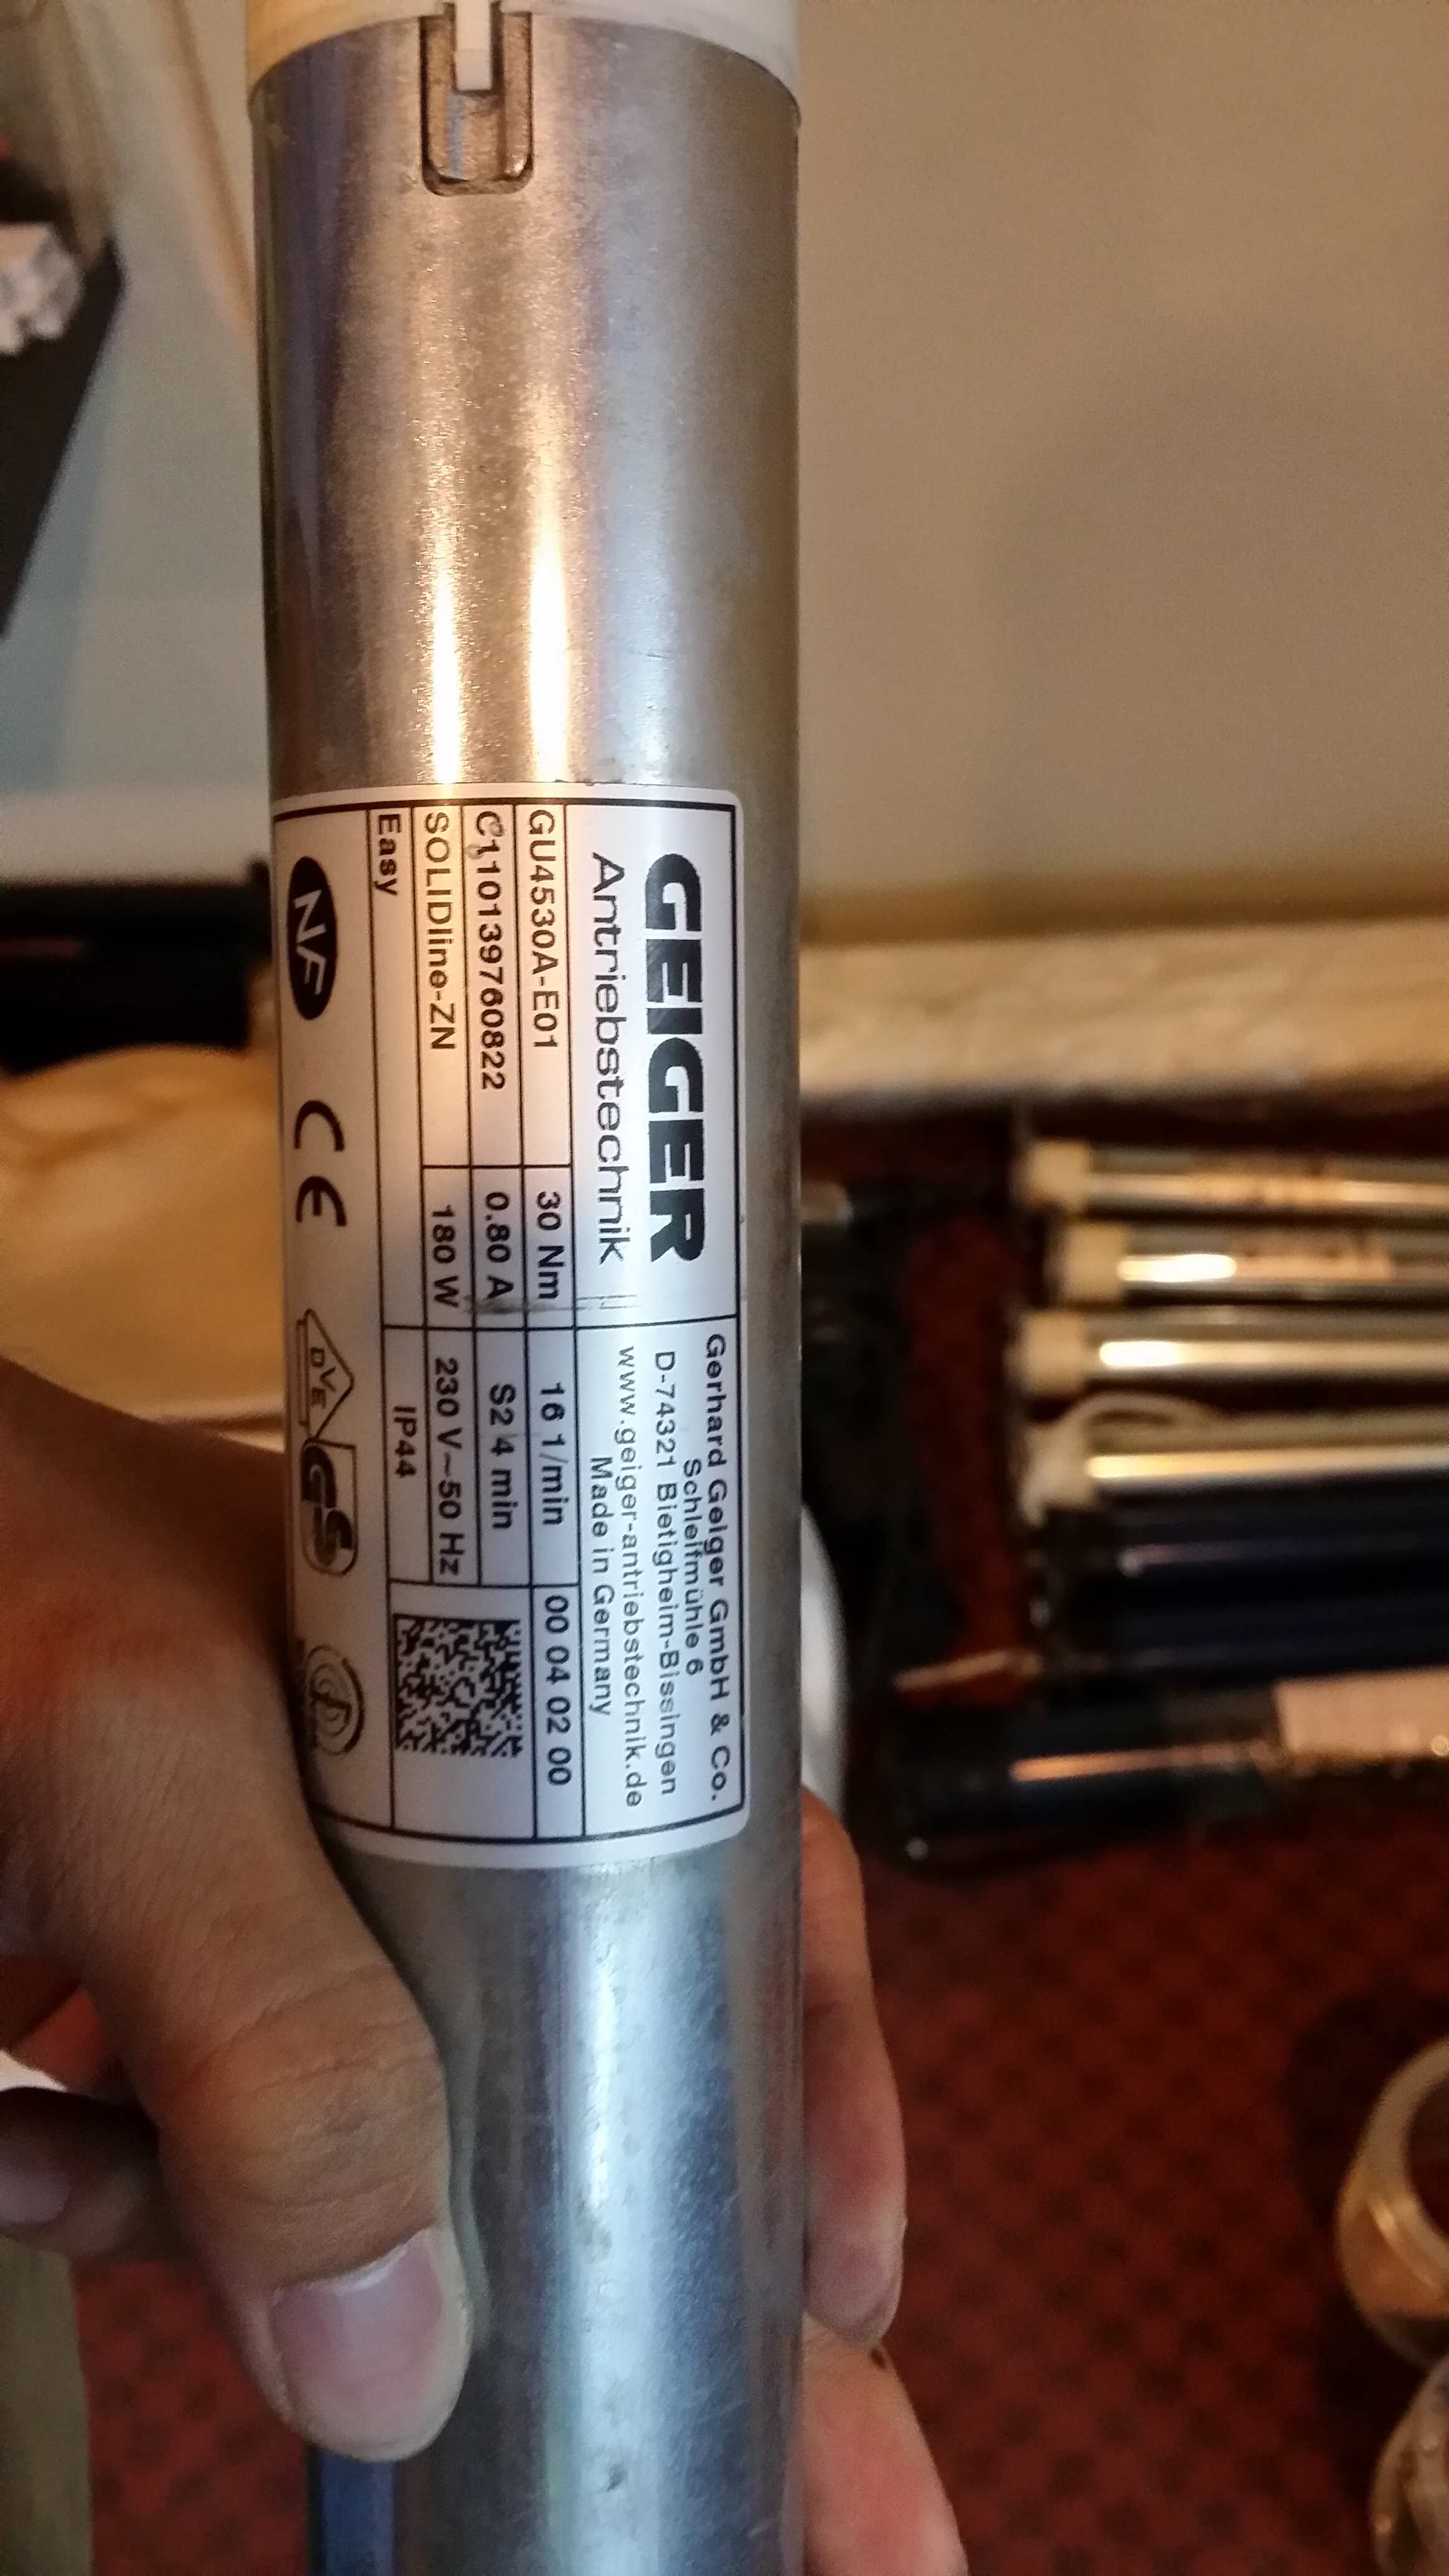 GEIGER
Antriebstechnik
Gerhard Geiger GmbH & Co.
Schleifmühle 6
D-74321 Bietigheim-Bissingen
www.geiger-antriebstechnik.de
Made in Germany
GU4530A-E01 30 Nm 16 1/min 00 04 02 00
C110139760822 0.80 A S2 4 min
SOLIDline-ZN 180 W 230 V~50 Hz
Easy IP44
NF CE DVE GS